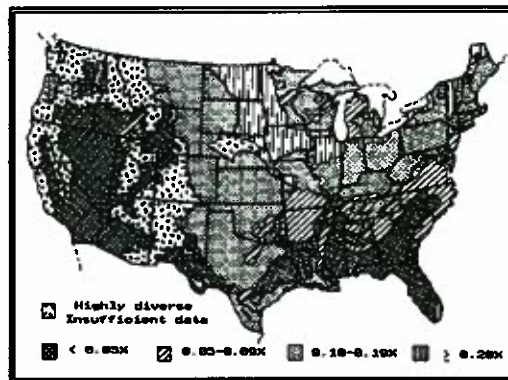 Highly diverse
Insufficient data
< 0.05%
0.05-0.09%
0.10-0.19%
≥ 0.20%